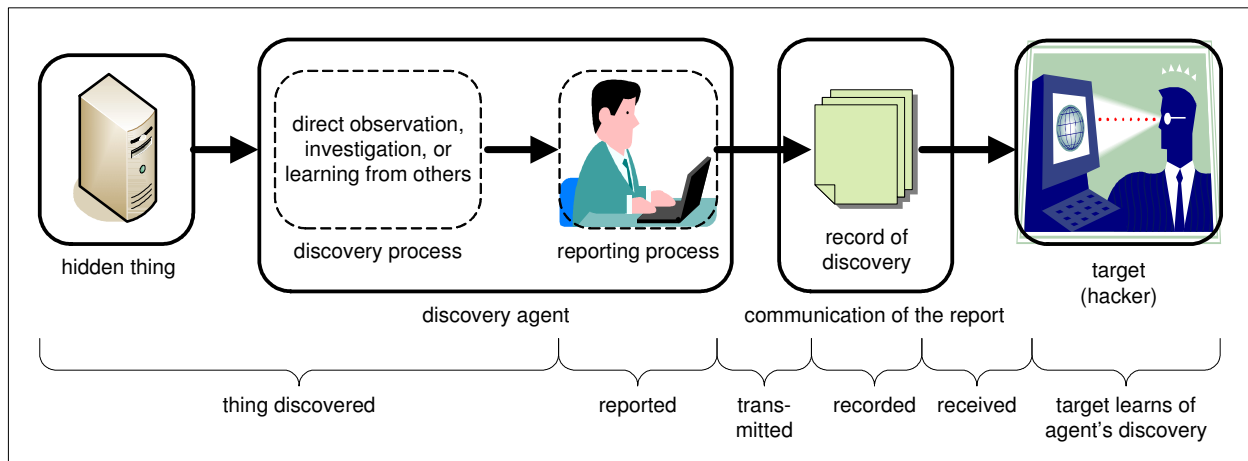 direct observation,
investigation, or
learning from others
discovery process
reporting process
hidden thing
record of
discovery
target
(hacker)
discovery agent
communication of the report
thing discovered
reported
trans-
mitted
recorded
received
target learns of
agent's discovery